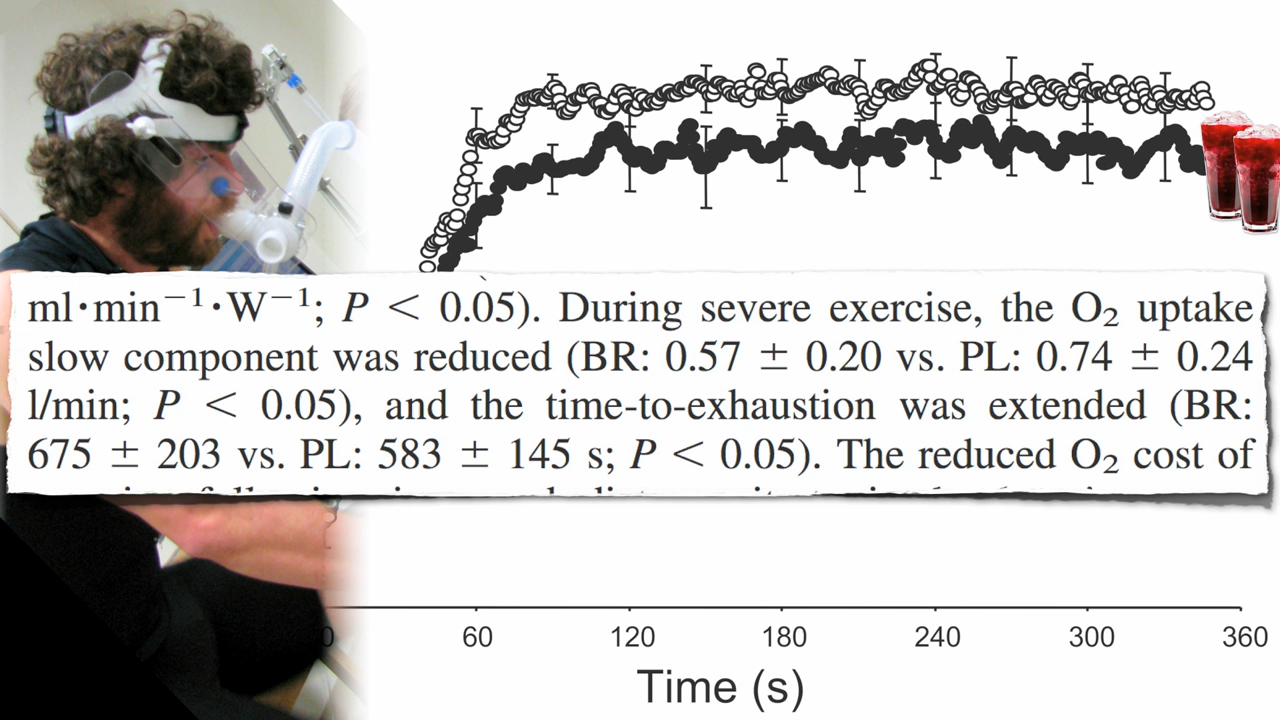 ml·min⁻¹·W⁻¹; P < 0.05). During severe exercise, the O₂ uptake
slow component was reduced (BR: 0.57 ± 0.20 vs. PL: 0.74 ± 0.24
l/min; P < 0.05), and the time-to-exhaustion was extended (BR:
675 ± 203 vs. PL: 583 ± 145 s; P < 0.05). The reduced O₂ cost of
0 60 120 180 240 300 360
Time (s)